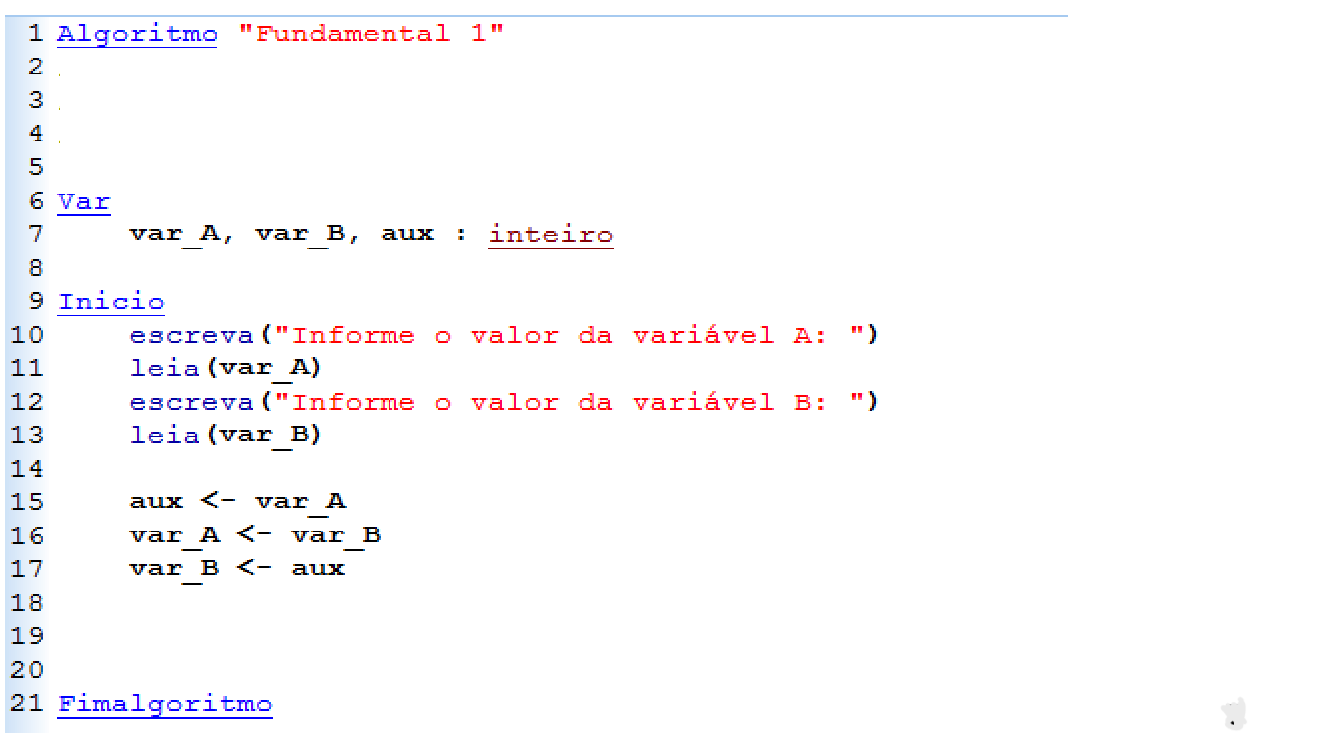 1 Algoritmo "Fundamental 1"
2
3
4
5
6 Var
7 var_A, var_B, aux : inteiro
8
9 Inicio
10 escreva("Informe o valor da variável A: ")
11 leia(var_A)
12 escreva("Informe o valor da variável B: ")
13 leia(var_B)
14
15 aux <- var_A
16 var_A <- var_B
17 var_B <- aux
18
19
20
21 Fimalgoritmo